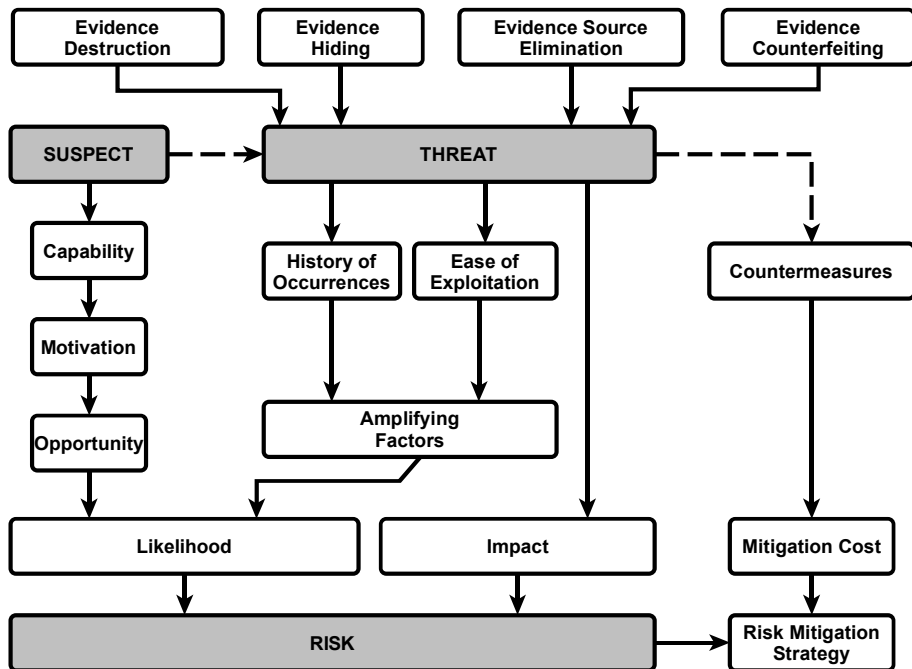 Evidence
Destruction
Evidence
Hiding
Evidence Source
Elimination
Evidence
Counterfeiting
SUSPECT
THREAT
Capability
History of
Occurrences
Ease of
Exploitation
Countermeasures
Motivation
Amplifying
Factors
Opportunity
Likelihood
Impact
Mitigation Cost
RISK
Risk Mitigation
Strategy